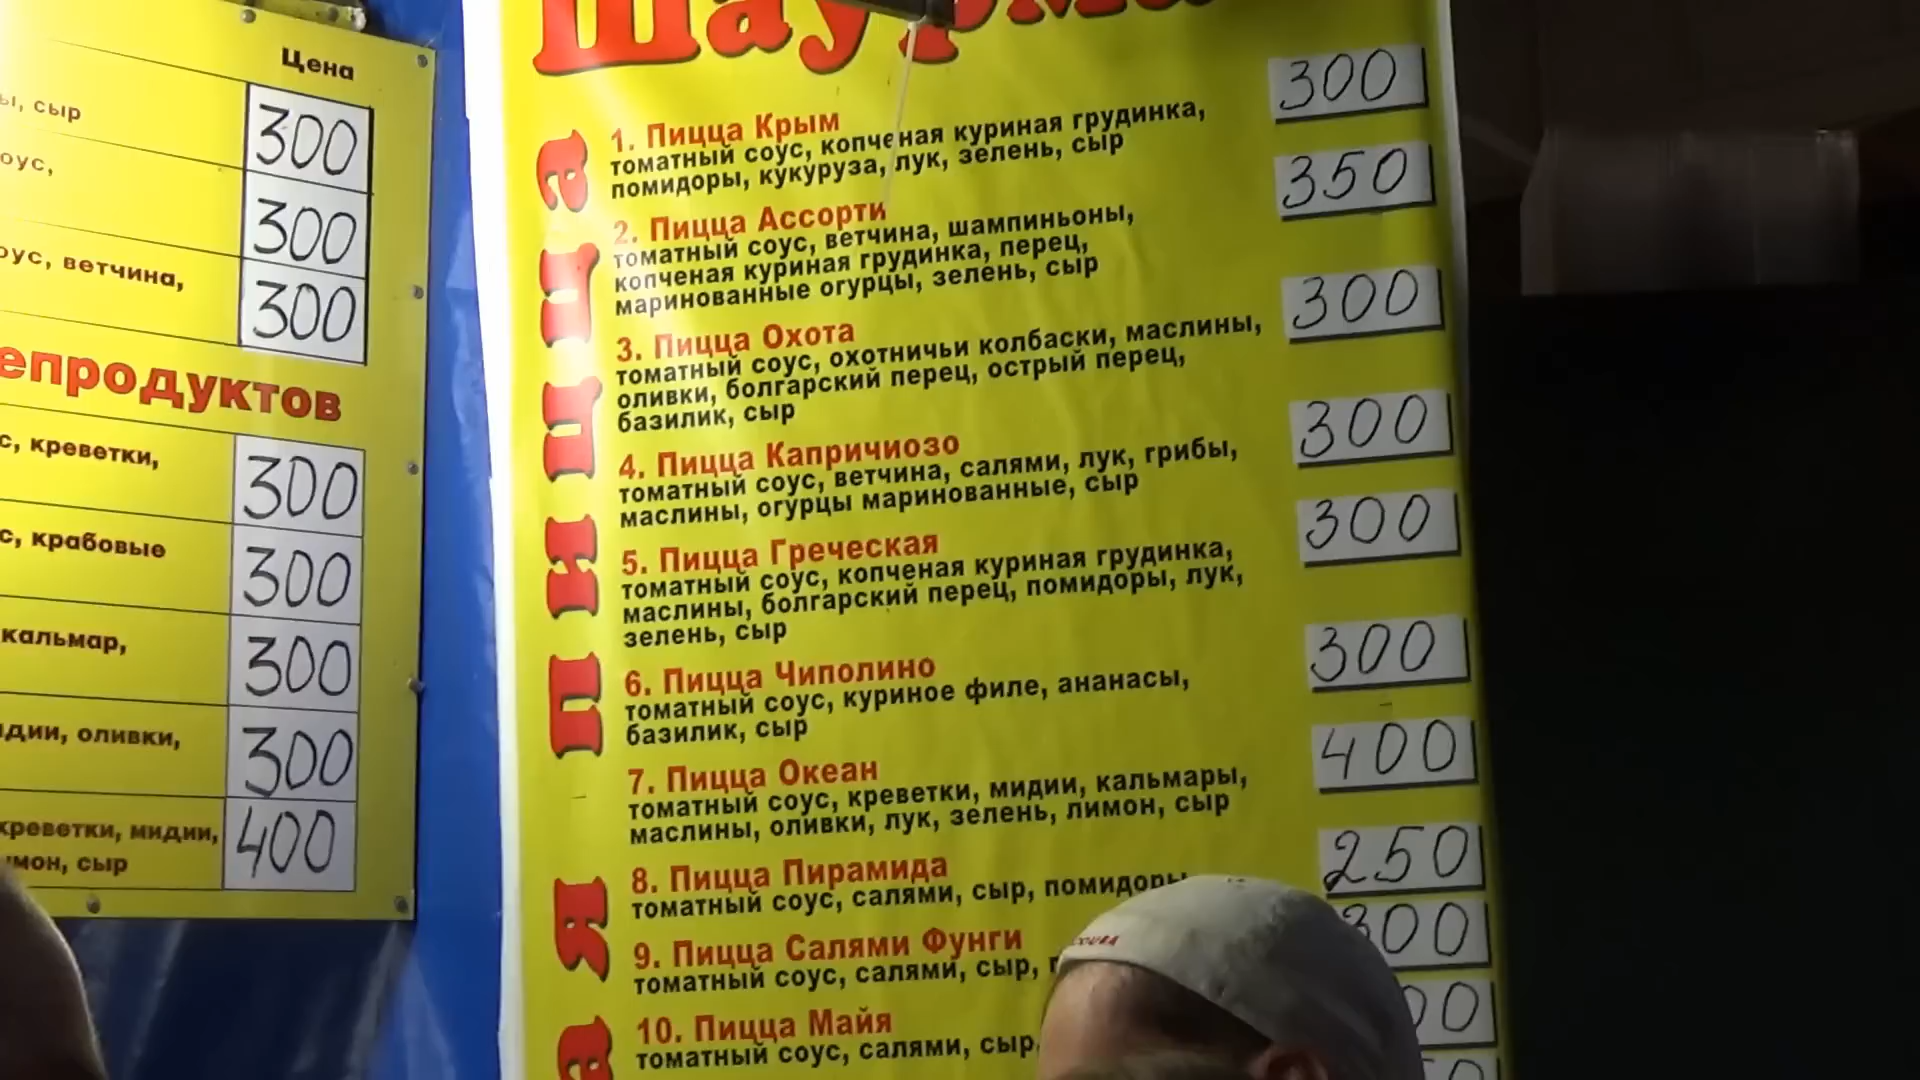 Цена
сыр
300
300
ветчина,
300
креветки,
300
крабовые
300
кальмар,
300
оливки,
300
креветки, мидии,
сыр
400
Шаурма
пицца
1. Пицца Крым
300
томатный соус, копченая куриная грудинка,
помидоры, кукуруза, лук, зелень, сыр
2. Пицца Ассорти
350
томатный соус, ветчина, шампиньоны,
копченая куриная грудинка, перец,
маринованные огурцы, зелень, сыр
3. Пицца Охота
300
томатный соус, охотничьи колбаски, маслины,
оливки, болгарский перец, острый перец,
базилик, сыр
4. Пицца Капричиозо
300
томатный соус, ветчина, салями, лук, грибы,
маслины, огурцы маринованные, сыр
5. Пицца Греческая
300
томатный соус, копченая куриная грудинка,
маслины, болгарский перец, помидоры, лук,
зелень, сыр
6. Пицца Чиполино
300
томатный соус, куриное филе, ананасы,
базилик, сыр
7. Пицца Океан
400
томатный соус, креветки, мидии, кальмары,
маслины, оливки, лук, зелень, лимон, сыр
8. Пицца Пирамида
250
томатный соус, салями, сыр, помидоры
9. Пицца Салями Фунги
300
томатный соус, салями, сыр,
10. Пицца Майя
томатный соус, салями, сыр,